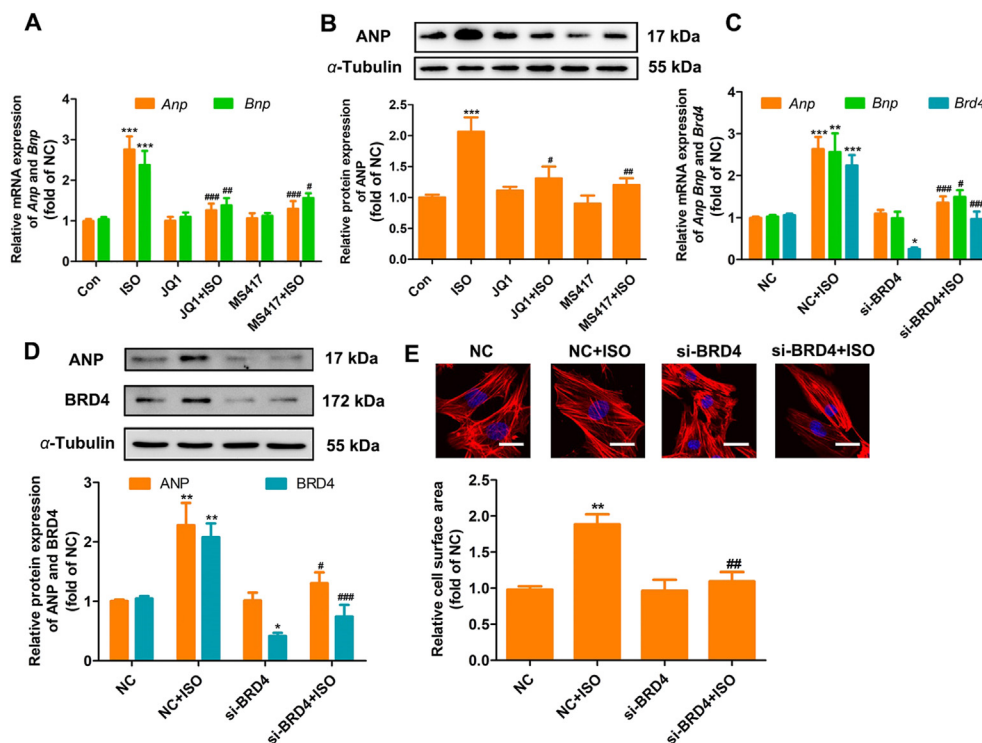 A
Relative mRNA expression
of Anp and Bnp
(fold of NC)
Anp Bnp
4
3
2
1
0
*** ***
### ##
### #
Con ISO JQ1 JQ1+ISO MS417 MS417+ISO
B
ANP 17 kDa
α-Tubulin 55 kDa
Relative protein expression
of ANP
(fold of NC)
2.5
2.0
1.5
1.0
0.5
0.0
***
#
##
Con ISO JQ1 JQ1+ISO MS417 MS417+ISO
C
Relative mRNA expression
of Anp Bnp and Brd4
(fold of NC)
Anp Bnp Brd4
4
3
2
1
0
*** ** ***
*
### # ###
NC NC+ISO si-BRD4 si-BRD4+ISO
D
ANP 17 kDa
BRD4 172 kDa
α-Tubulin 55 kDa
Relative protein expression
of ANP and BRD4
(fold of NC)
ANP BRD4
3
2
1
0
** **
*
# ###
NC NC+ISO si-BRD4 si-BRD4+ISO
E
NC NC+ISO si-BRD4 si-BRD4+ISO
Relative cell surface area
(fold of NC)
2.5
2.0
1.5
1.0
0.5
0.0
**
##
NC NC+ISO si-BRD4 si-BRD4+ISO